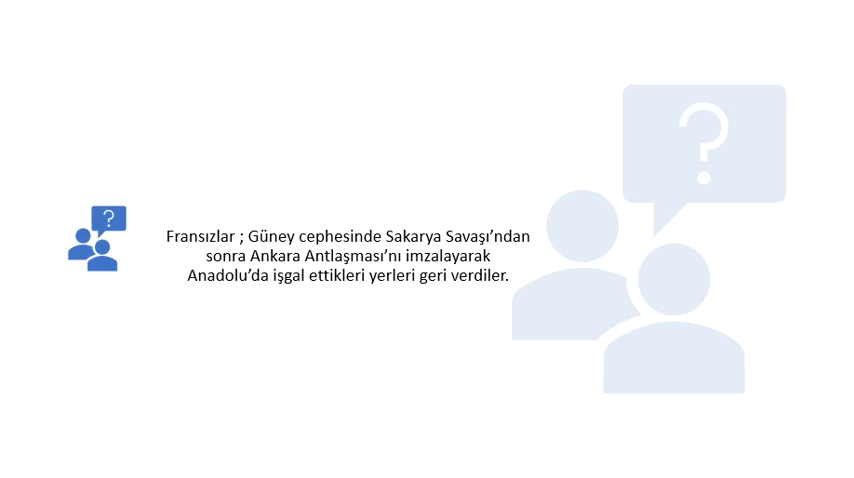 ?
?
Fransızlar ; Güney cephesinde Sakarya Savaşı’ndan
sonra Ankara Antlaşması’nı imzalayarak
Anadolu’da işgal ettikleri yerleri geri verdiler.